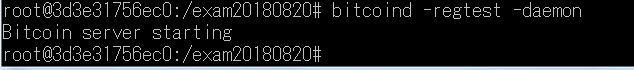 root@3d3e31756ec0:/exam20180820# bitcoind -regtest -daemon
Bitcoin server starting
root@3d3e31756ec0:/exam20180820#